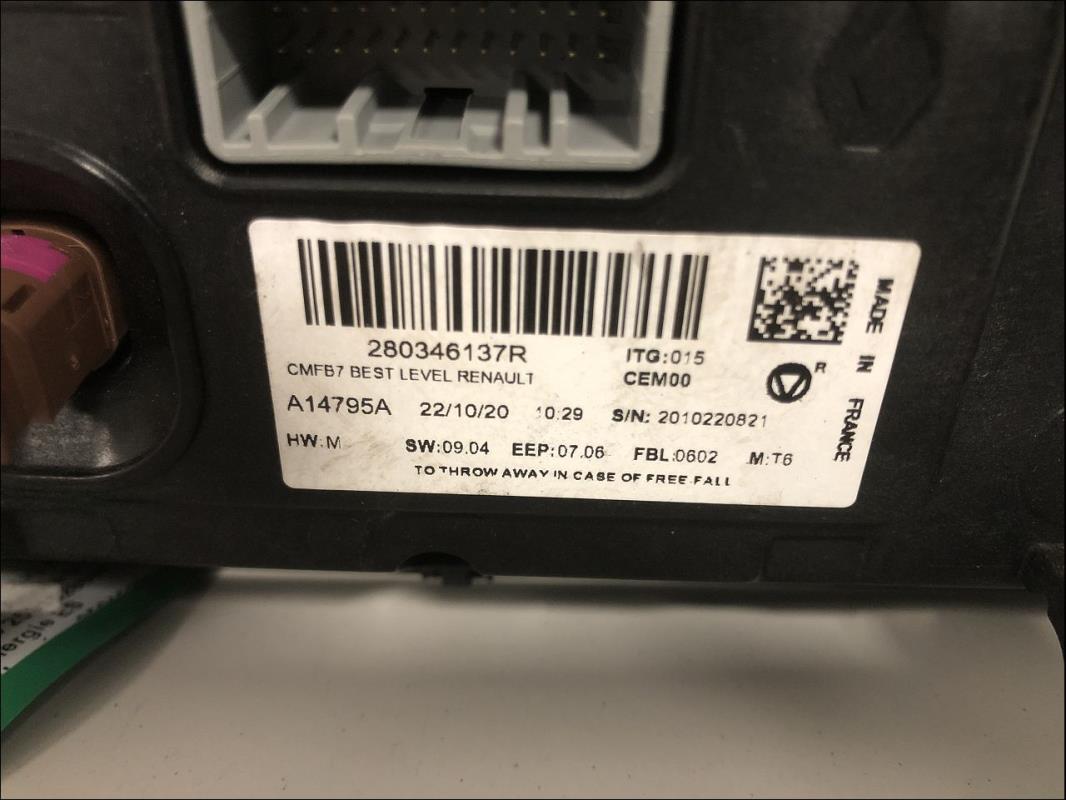 280346137R
ITG:015
CMFB7 BEST LEVEL RENAULT
CEM00
R
A14795A 22/10/20 10:29 S/N: 2010220821
HW:M SW:09.04 EEP:07.06 FBL:0602 M:T6
TO THROW AWAY IN CASE OF FREE FALL
MADE IN FRANCE